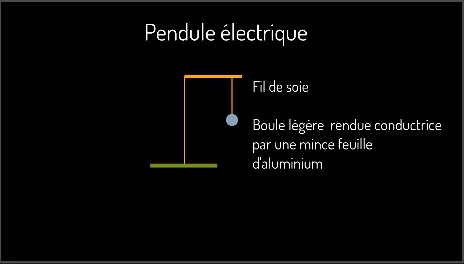 Pendule électrique
Fil de soie
Boule légère rendue conductrice
par une mince feuille
d'aluminium